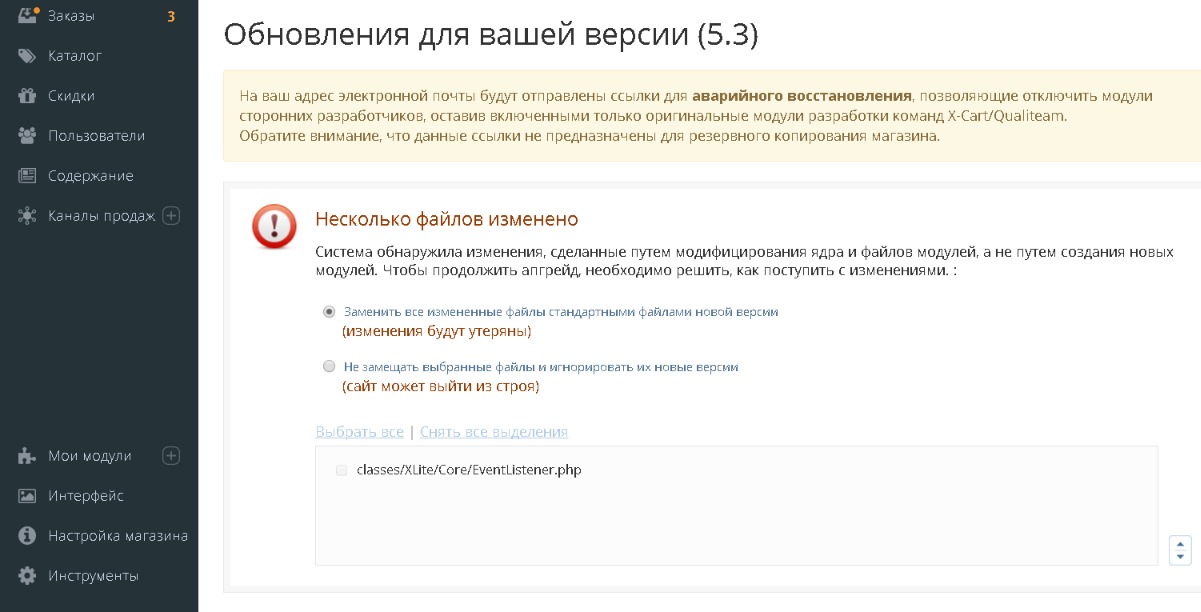 Заказы 3
Каталог
Скидки
Пользователи
Содержание
Каналы продаж
Мои модули
Интерфейс
Настройка магазина
Инструменты
Обновления для вашей версии (5.3)
На ваш адрес электронной почты будут отправлены ссылки для аварийного восстановления, позволяющие отключить модули
сторонних разработчиков, оставив включенными только оригинальные модули разработки команд X-Cart/Qualiteam.
Обратите внимание, что данные ссылки не предназначены для резервного копирования магазина.
Несколько файлов изменено
Система обнаружила изменения, сделанные путем модифицирования ядра и файлов модулей, а не путем создания новых
модулей. Чтобы продолжить апгрейд, необходимо решить, как поступить с изменениями. :
Заменить все измененные файлы стандартными файлами новой версии
(изменения будут утеряны)
Не замещать выбранные файлы и игнорировать их новые версии
(сайт может выйти из строя)
Выбрать все | Снять все выделения
classes/XLite/Core/EventListener.php